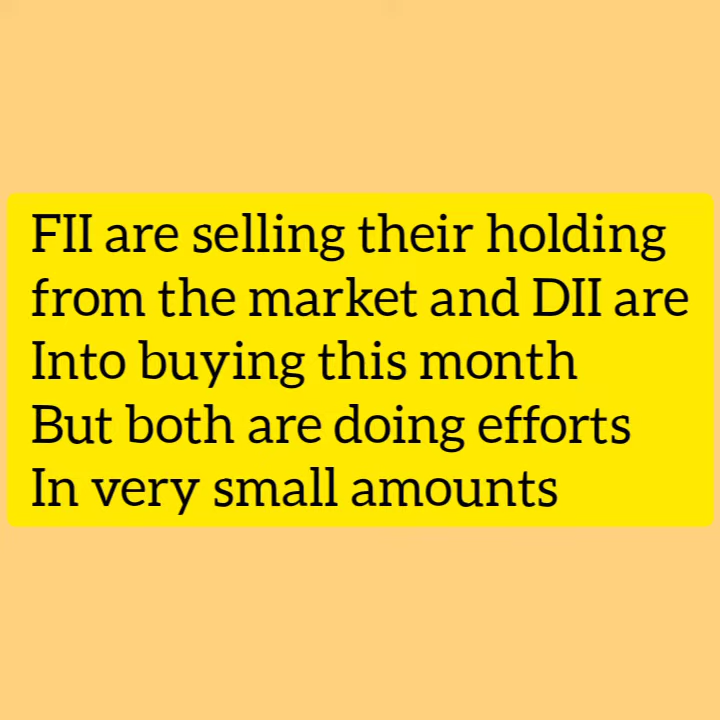 FII are selling their holding
from the market and DII are
Into buying this month
But both are doing efforts
In very small amounts